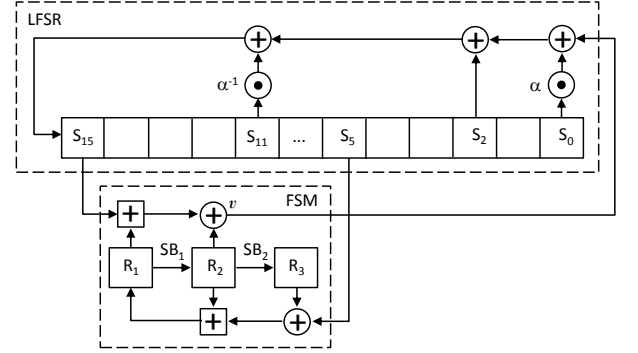 LFSR
α⁻¹
α
S₁₅ S₁₁ ... S₅ S₂ S₀
FSM
v
SB₁ SB₂
R₁ R₂ R₃